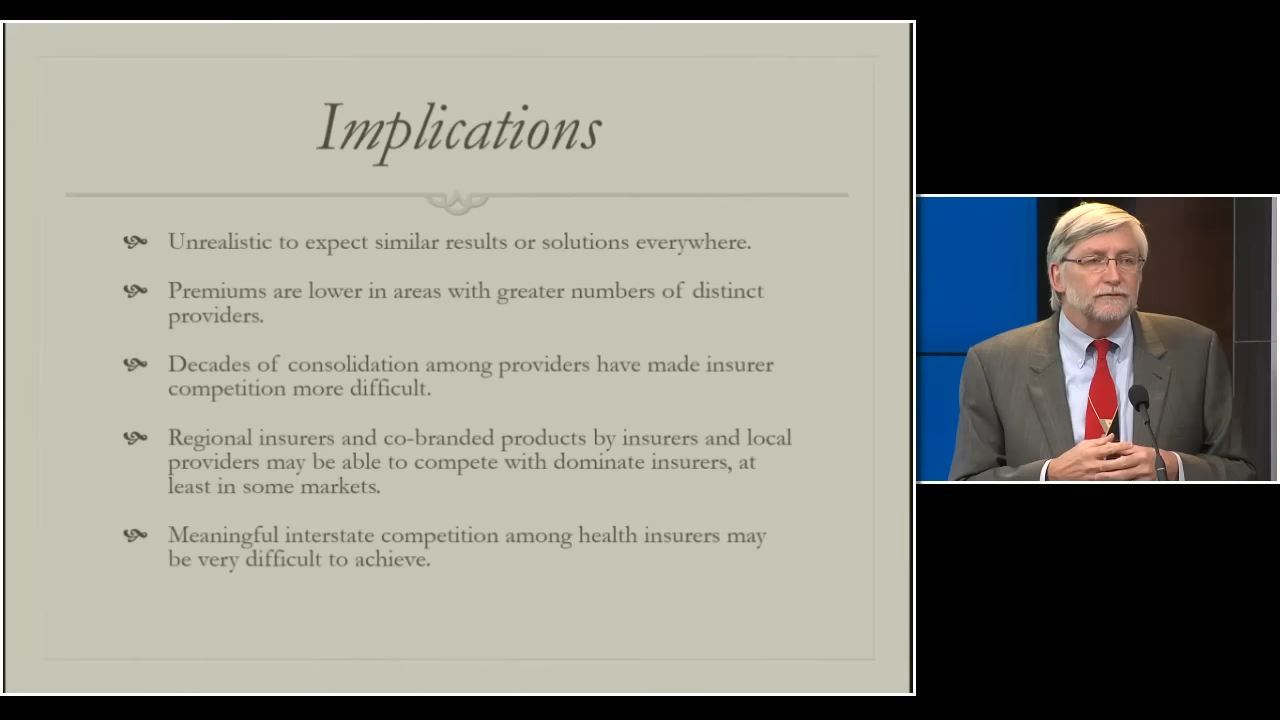 Implications
Unrealistic to expect similar results or solutions everywhere.
Premiums are lower in areas with greater numbers of distinct
providers.
Decades of consolidation among providers have made insurer
competition more difficult.
Regional insurers and co-branded products by insurers and local
providers may be able to compete with dominate insurers, at
least in some markets.
Meaningful interstate competition among health insurers may
be very difficult to achieve.